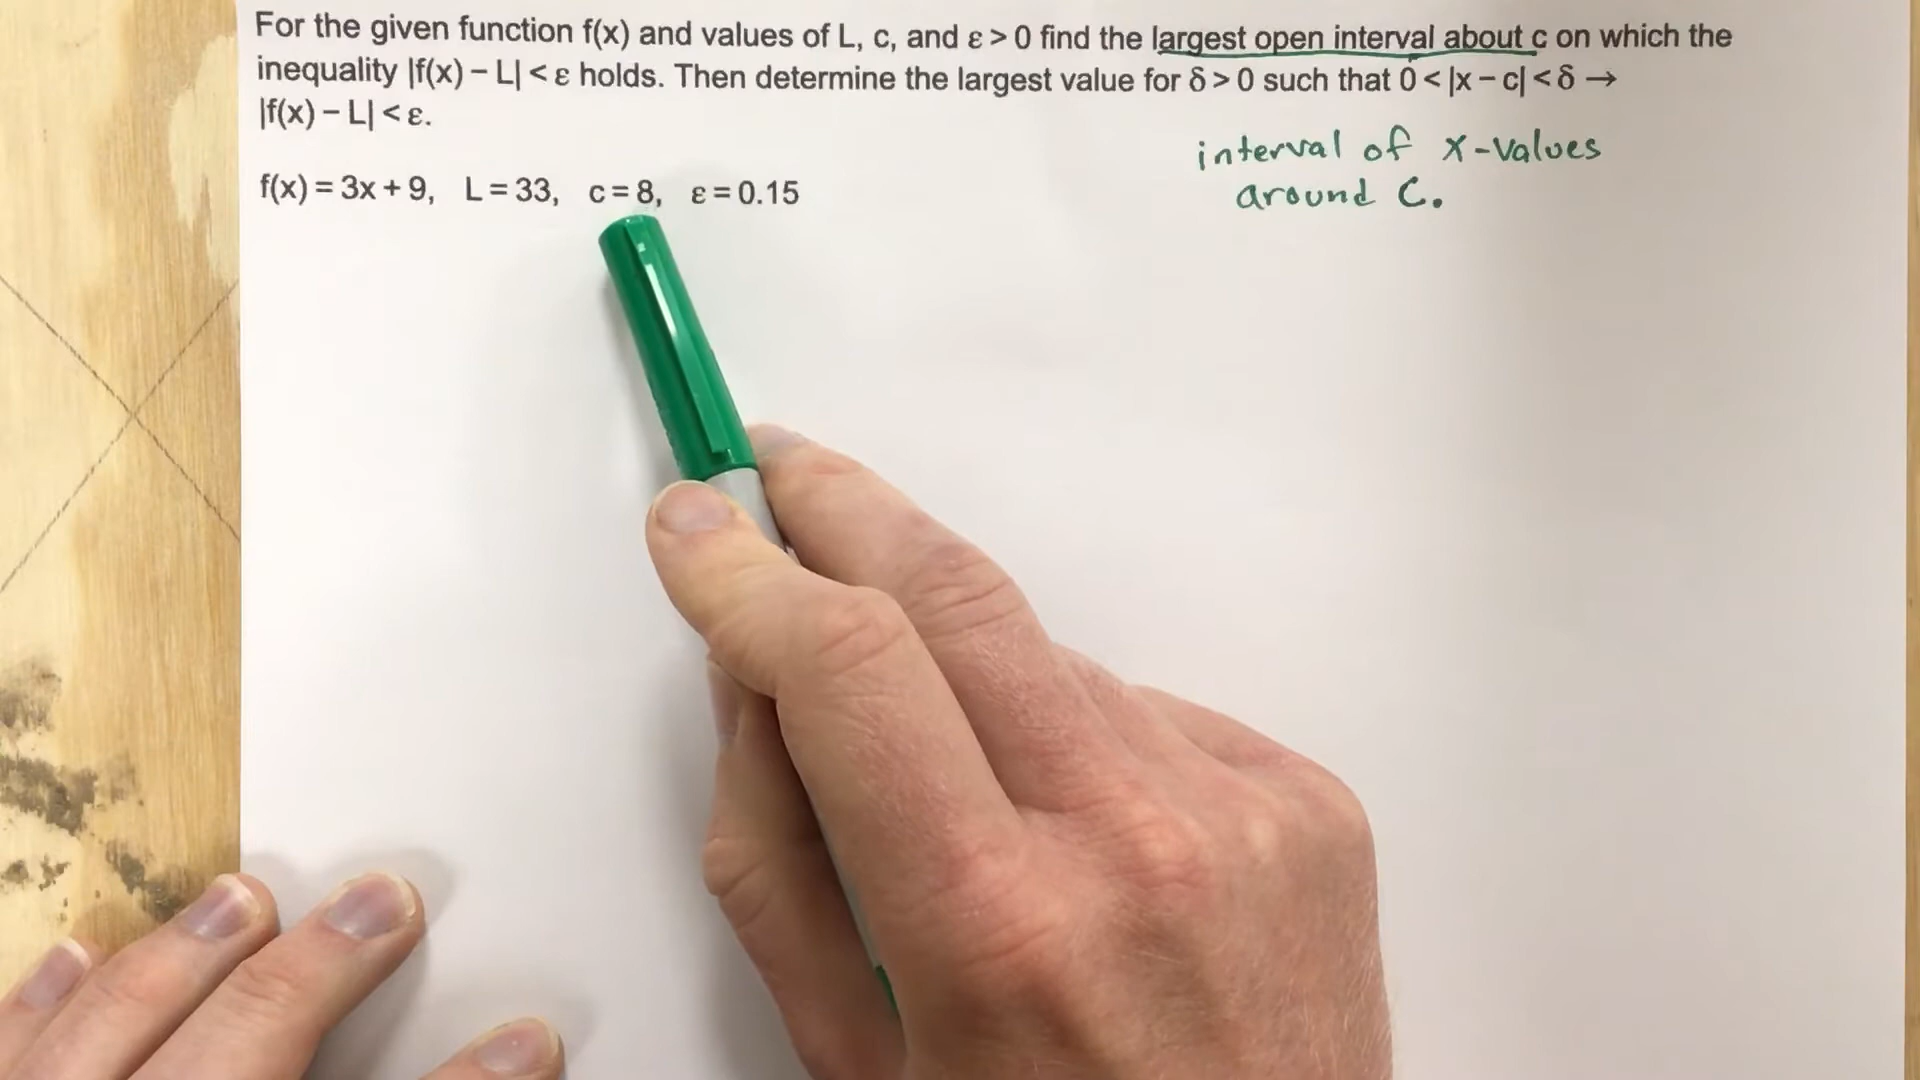 For the given function f(x) and values of L, c, and ε > 0 find the largest open interval about c on which the
inequality |f(x) − L| < ε holds. Then determine the largest value for δ > 0 such that 0 < |x − c| < δ →
|f(x) − L| < ε.
interval of x-values
around c.
f(x) = 3x + 9, L = 33, c = 8, ε = 0.15